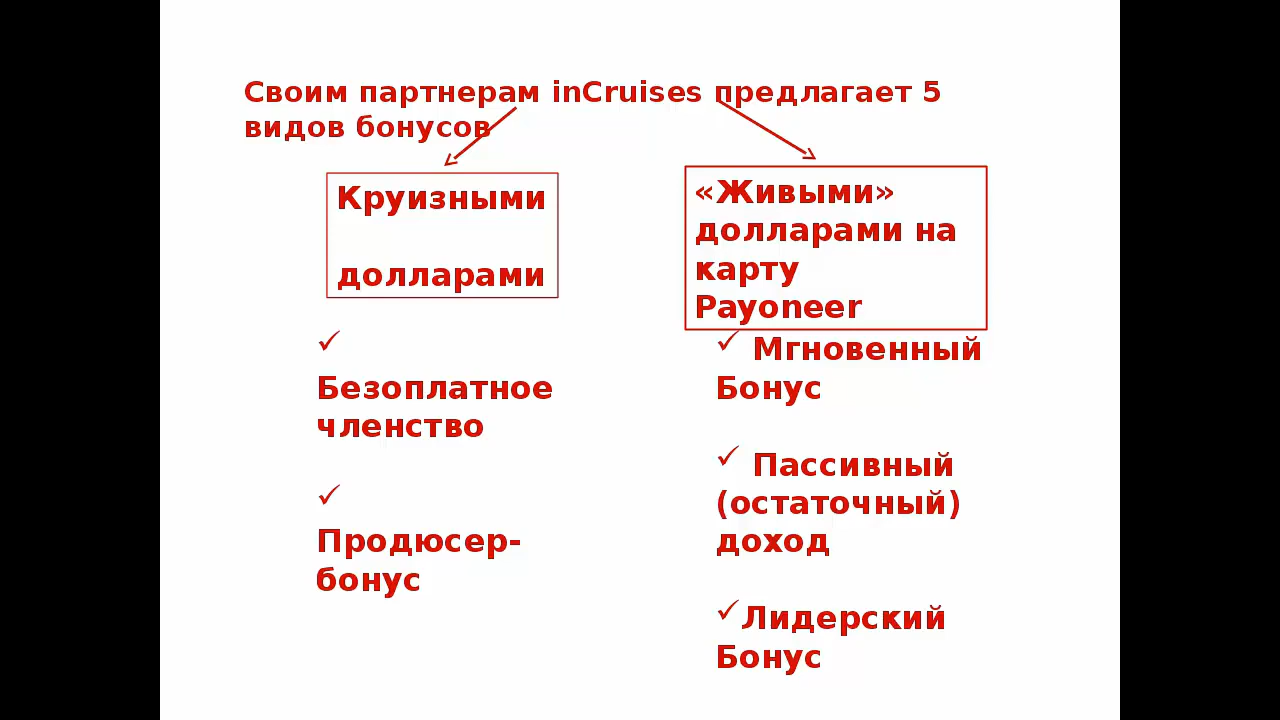 Своим партнерам inCruises предлагает 5
видов бонусов
Круизными
долларами
«Живыми»
долларами на
карту
Payoneer
✓
Безоплатное
членство
✓
Продюсер-
бонус
✓ Мгновенный
Бонус
✓ Пассивный
(остаточный)
доход
✓Лидерский
Бонус